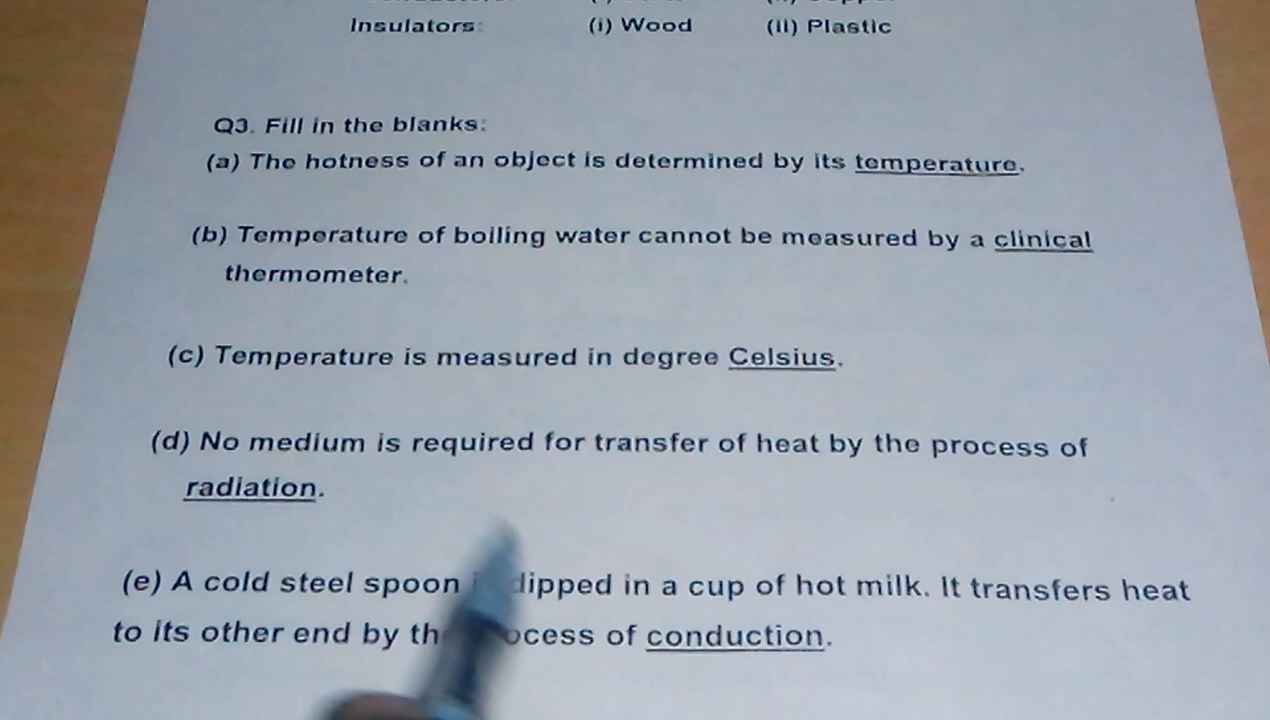 Insulators: (i) Wood (ii) Plastic
Q3. Fill in the blanks:
(a) The hotness of an object is determined by its temperature.
(b) Temperature of boiling water cannot be measured by a clinical
thermometer.
(c) Temperature is measured in degree Celsius.
(d) No medium is required for transfer of heat by the process of
radiation.
(e) A cold steel spoon dipped in a cup of hot milk. It transfers heat
to its other end by of conduction.